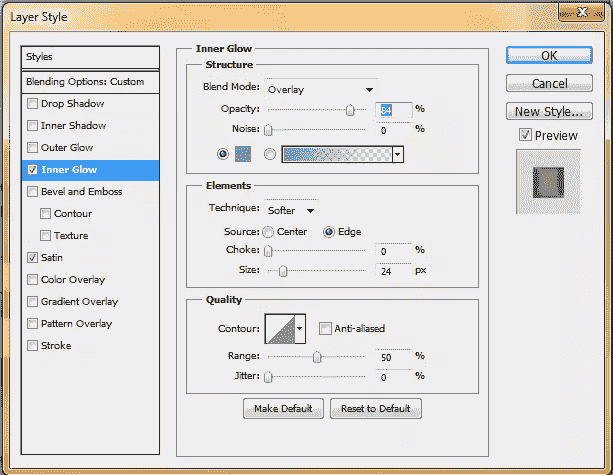 Layer Style
Styles
Blending Options: Custom
Drop Shadow
Inner Shadow
Outer Glow
Inner Glow
Bevel and Emboss
Contour
Texture
Satin
Color Overlay
Gradient Overlay
Pattern Overlay
Stroke
Inner Glow
Structure
Blend Mode: Overlay
Opacity: 84 %
Noise: 0 %
Elements
Technique: Softer
Source: Center Edge
Choke: 0 %
Size: 24 px
Quality
Contour: Anti-aliased
Range: 50 %
Jitter: 0 %
Make Default Reset to Default
OK
Cancel
New Style...
Preview